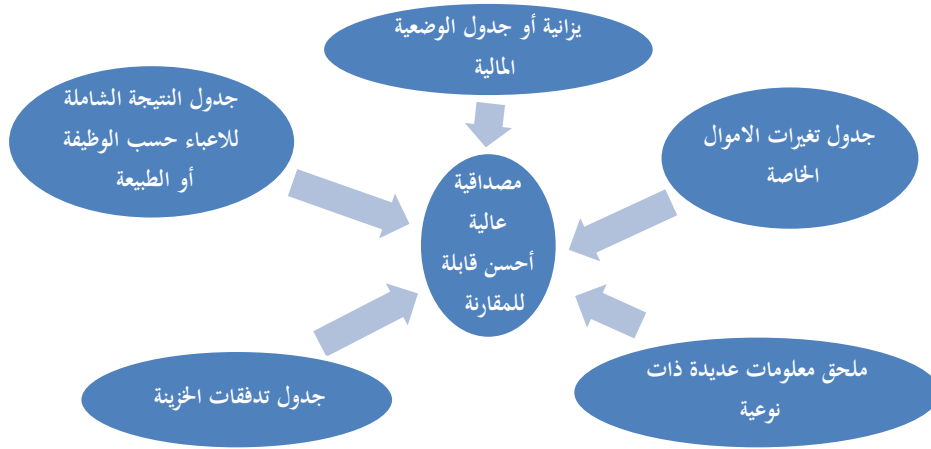 يزانية أو جدول الوضعية
المالية
جدول النتيجة الشاملة
للاعباء حسب الوظيفة
أو الطبيعة
جدول تغيرات الاموال
الخاصة
مصداقية
عالية
أحسن قابلة
للمقارنة
جدول تدفقات الخزينة
ملحق معلومات عديدة ذات
نوعية